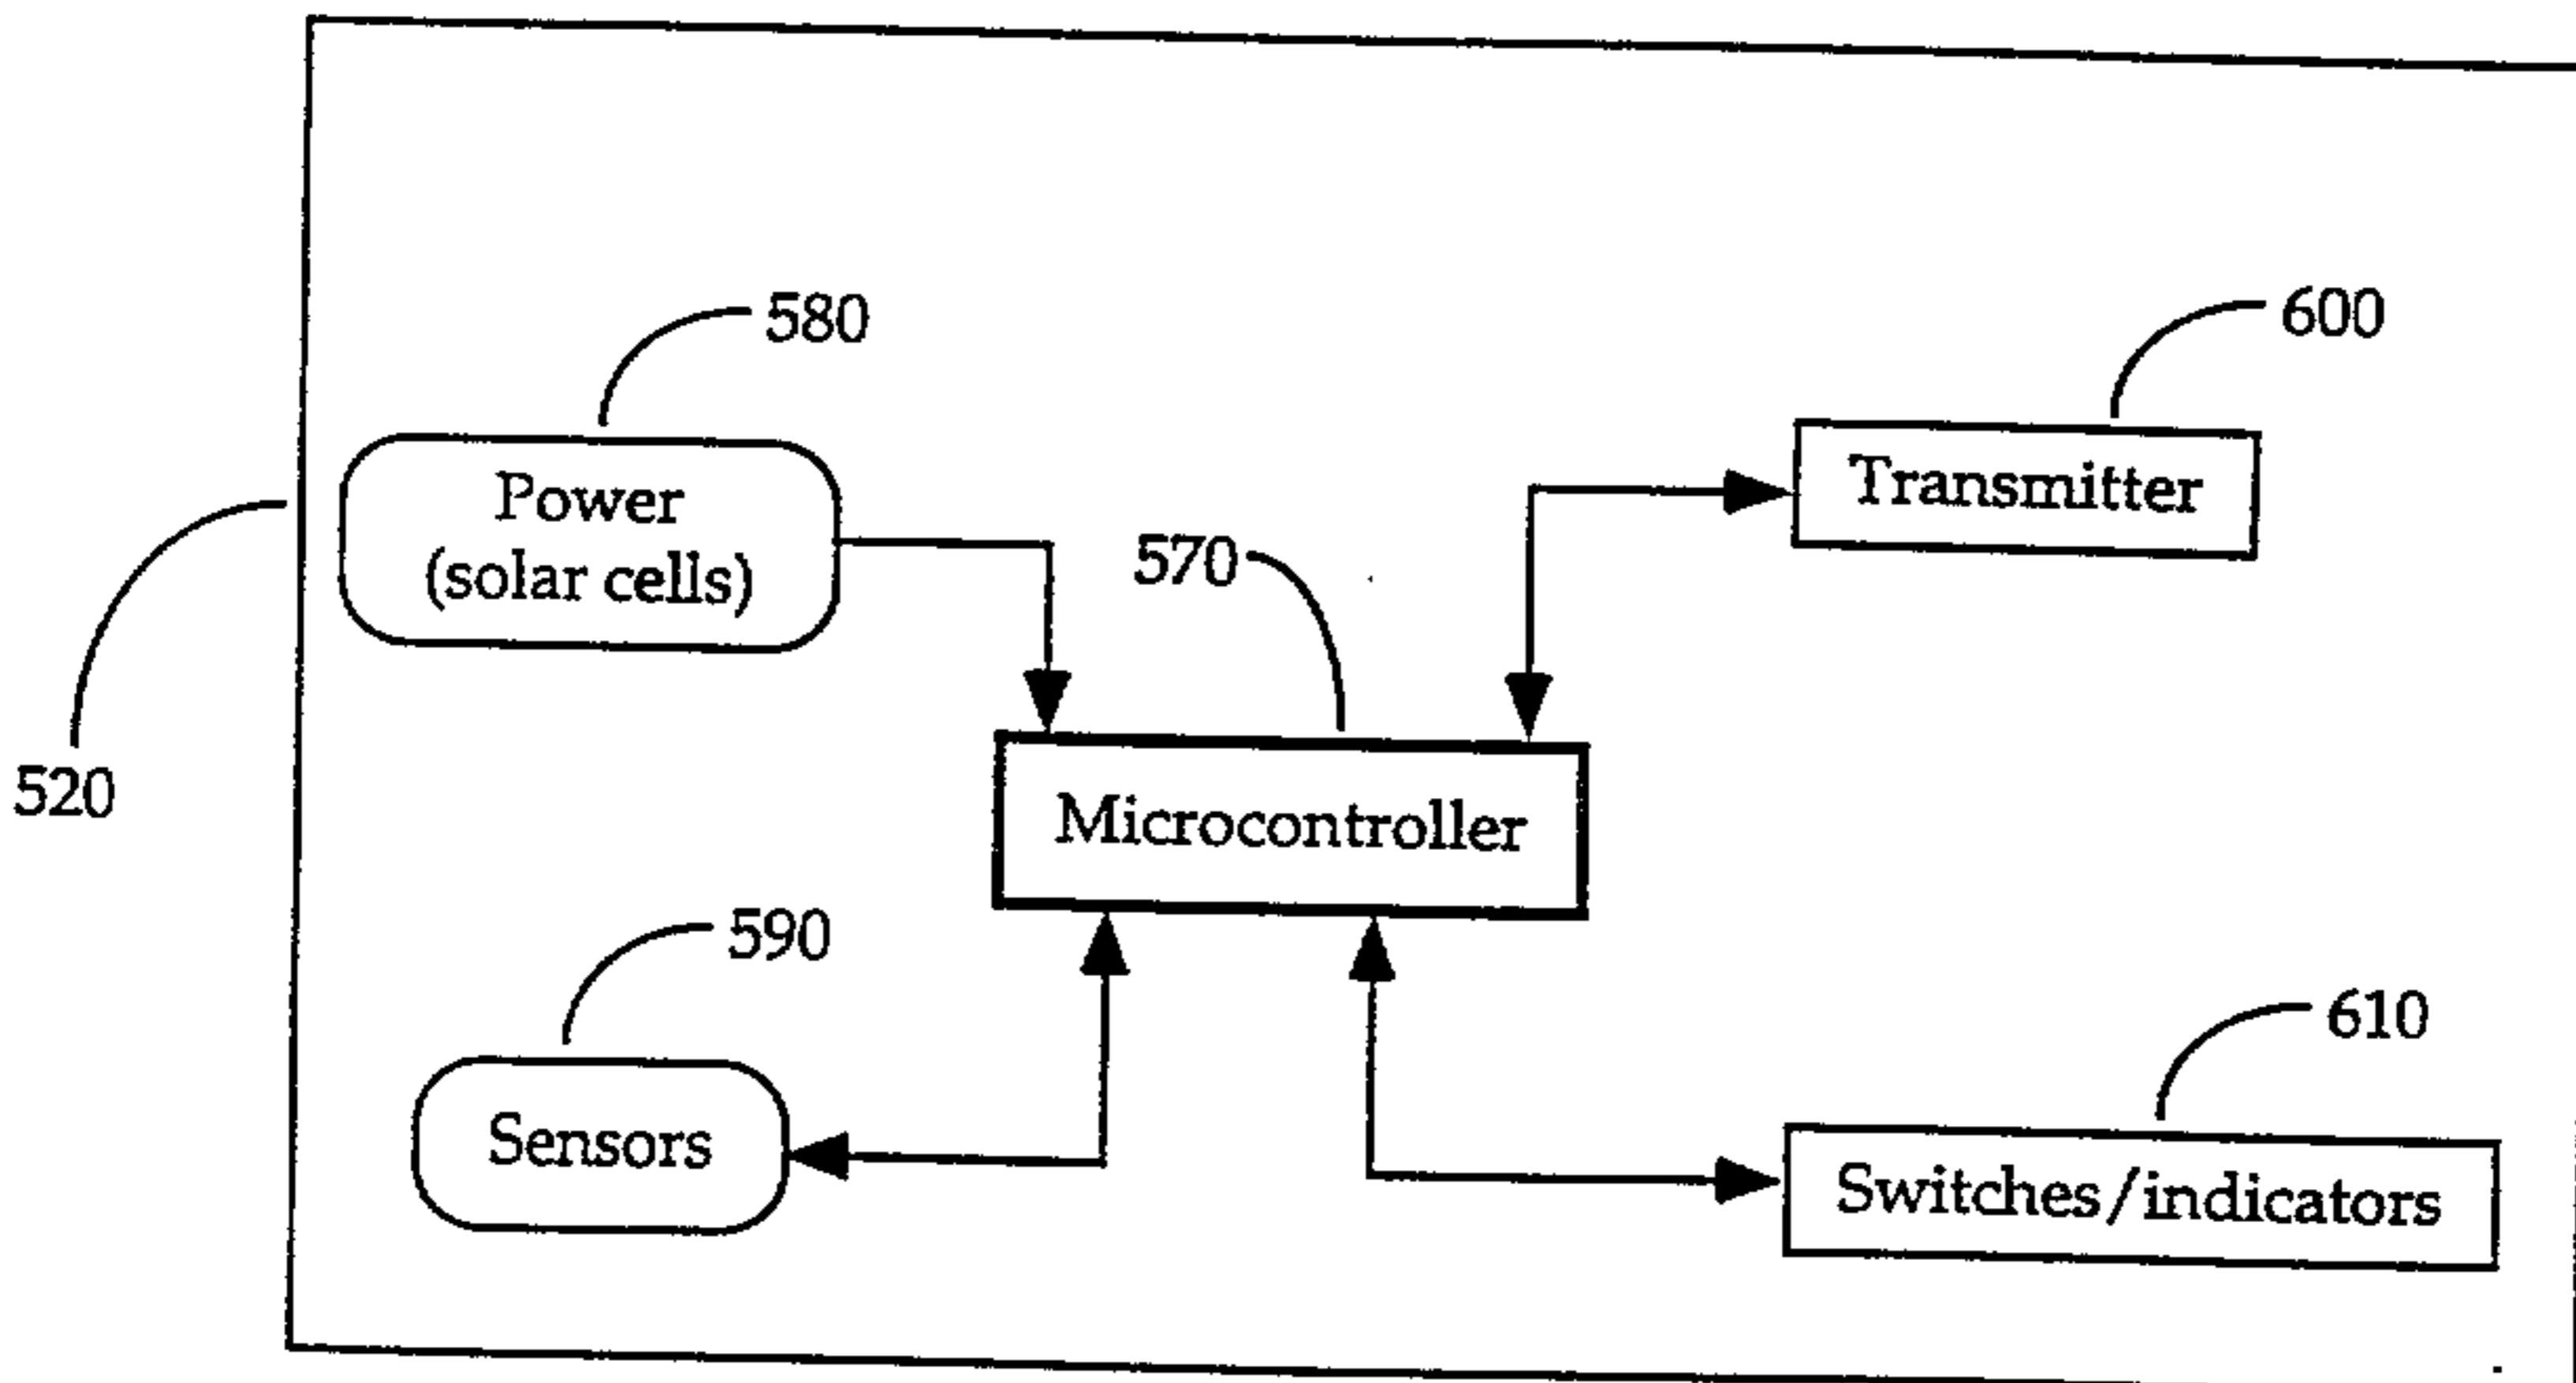 580
600
Power
(solar cells)
Transmitter
570
520
Microcontroller
590
610
Sensors
Switches/indicators